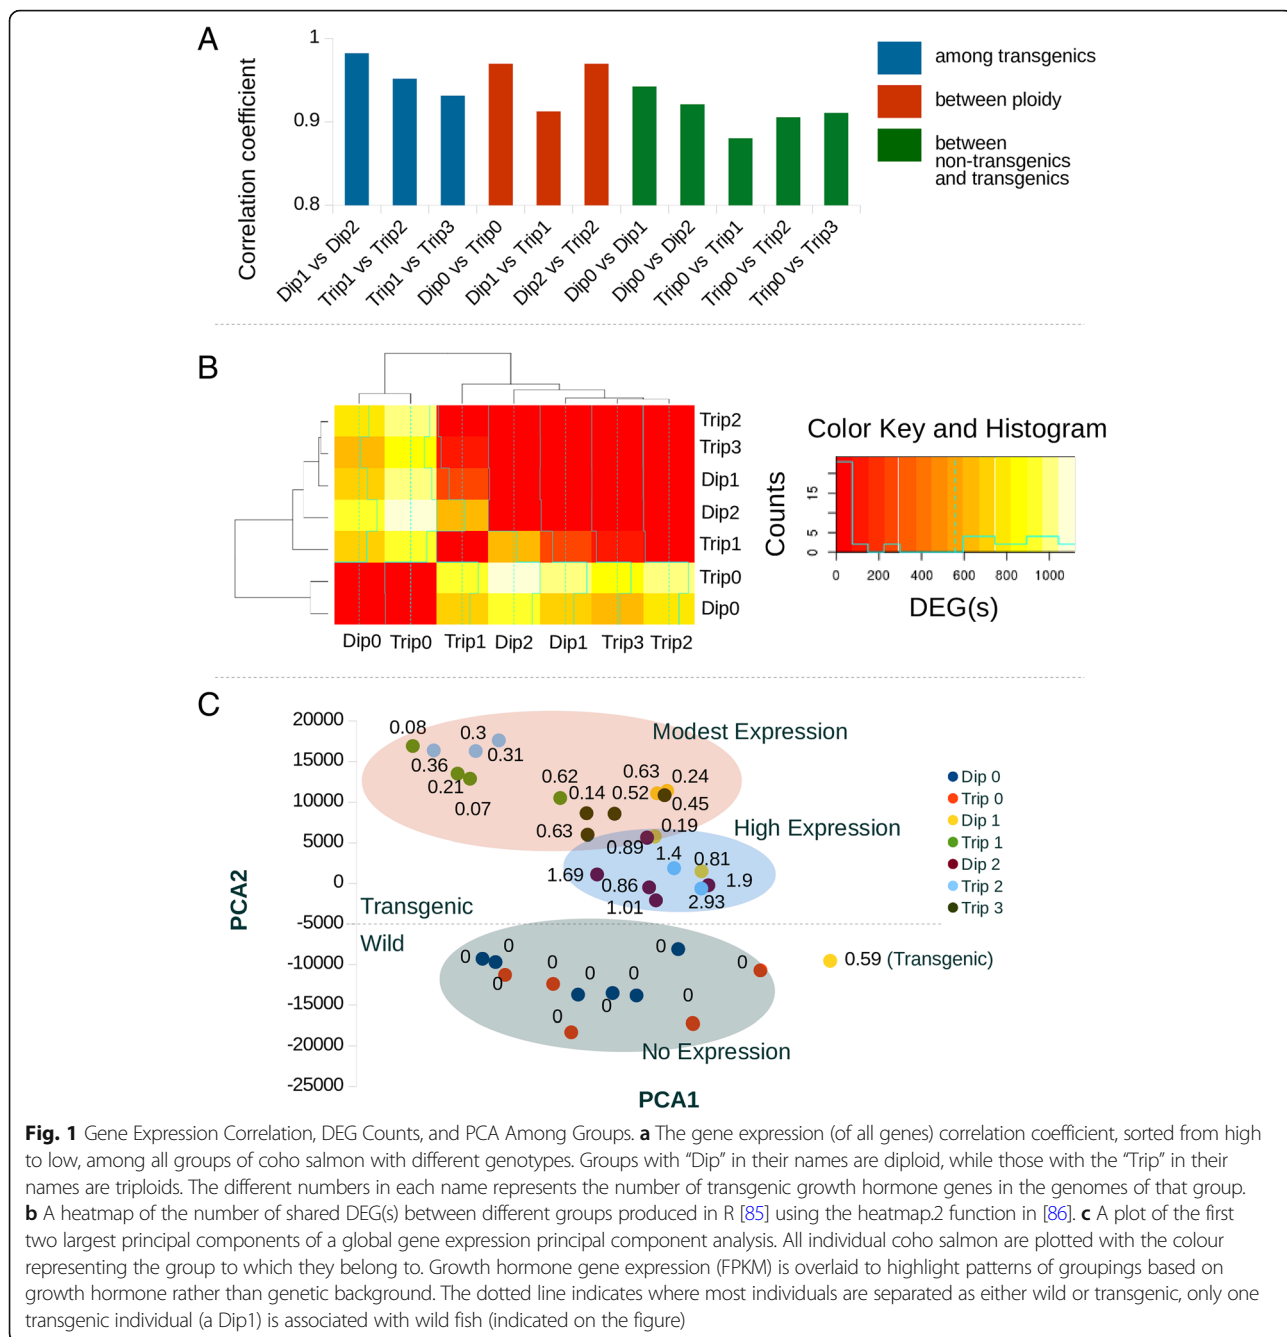 A
Correlation coefficient
1
0.9
0.8
Dip1 vs Dip2
Trip1 vs Trip2
Trip1 vs Trip3
Dip0 vs Trip0
Dip1 vs Trip1
Dip2 vs Trip2
Dip0 vs Dip1
Dip0 vs Dip2
Trip0 vs Trip1
Trip0 vs Trip2
Trip0 vs Trip3
among transgenics
between ploidy
between
non-transgenics
and transgenics
B
Trip2
Trip3
Dip1
Dip2
Trip1
Trip0
Dip0
Dip0 Trip0 Trip1 Dip2 Dip1 Trip3 Trip2
Color Key and Histogram
Counts
0 5 15
0 200 400 600 800 1000
DEG(s)
C
PCA2
20000
15000
10000
5000
0
-5000
-10000
-15000
-20000
-25000
Modest Expression
0.08
0.3
0.31
0.36
0.21
0.07
0.62
0.14
0.52
0.63
0.24
0.45
0.63
0.19
High Expression
0.89
1.4
0.81
1.69
0.86
1.9
1.01
2.93
Transgenic
Wild
0
0
0
0
0
0
0
0
0
0
0
No Expression
0.59 (Transgenic)
PCA1
Dip 0
Trip 0
Dip 1
Trip 1
Dip 2
Trip 2
Trip 3
Fig. 1 Gene Expression Correlation, DEG Counts, and PCA Among Groups. a The gene expression (of all genes) correlation coefficient, sorted from high
to low, among all groups of coho salmon with different genotypes. Groups with “Dip” in their names are diploid, while those with the “Trip” in their
names are triploids. The different numbers in each name represents the number of transgenic growth hormone genes in the genomes of that group.
b A heatmap of the number of shared DEG(s) between different groups produced in R [85] using the heatmap.2 function in [86]. c A plot of the first
two largest principal components of a global gene expression principal component analysis. All individual coho salmon are plotted with the colour
representing the group to which they belong to. Growth hormone gene expression (FPKM) is overlaid to highlight patterns of groupings based on
growth hormone rather than genetic background. The dotted line indicates where most individuals are separated as either wild or transgenic, only one
transgenic individual (a Dip1) is associated with wild fish (indicated on the figure)